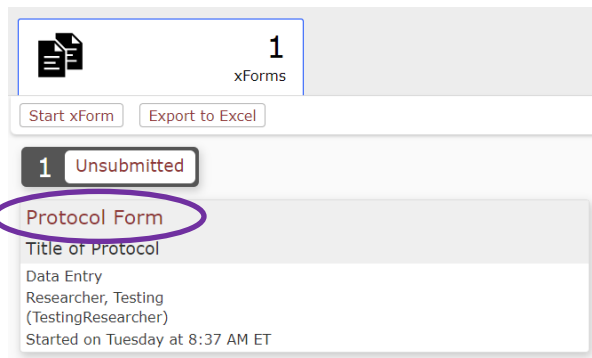 1
xForms
Start xForm Export to Excel
1 Unsubmitted
Protocol Form
Title of Protocol
Data Entry
Researcher, Testing
(TestingResearcher)
Started on Tuesday at 8:37 AM ET